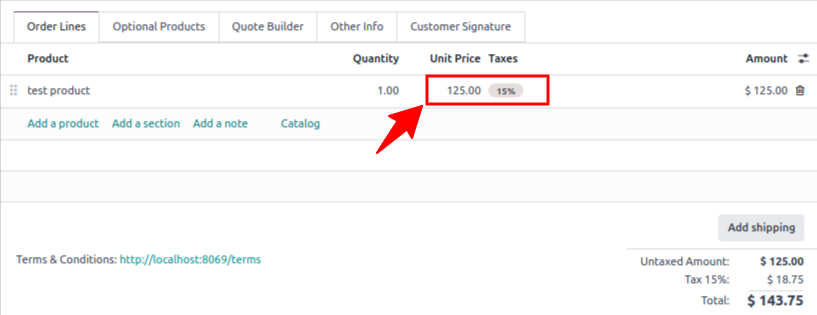 Order Lines Optional Products Quote Builder Other Info Customer Signature
Product Quantity Unit Price Taxes Amount
test product 1.00 125.00 15% $ 125.00
Add a product Add a section Add a note Catalog
Add shipping
Terms & Conditions: http://localhost:8069/terms
Untaxed Amount: $ 125.00
Tax 15%: $ 18.75
Total: $ 143.75